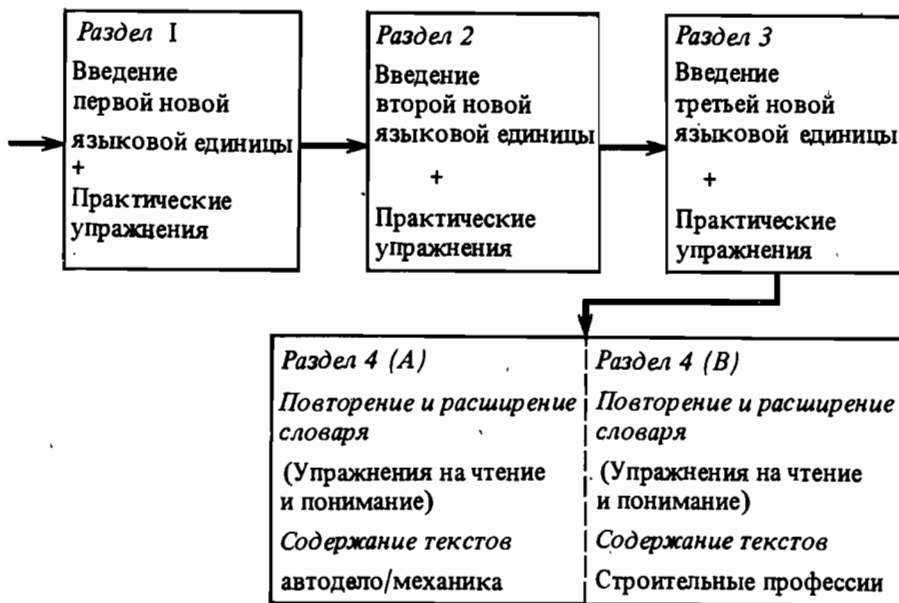 Раздел I
Введение
первой новой
языковой единицы
+
Практические
упражнения
Раздел 2
Введение
второй новой
языковой единицы
+
Практические
упражнения
Раздел 3
Введение
третьей новой
языковой единицы
+
Практические
упражнения
Раздел 4 (А)
Повторение и расширение
словаря
(Упражнения на чтение
и понимание)
Содержание текстов
автодело/механика
Раздел 4 (В)
Повторение и расширение
словаря
(Упражнения на чтение
и понимание)
Содержание текстов
Строительные профессии